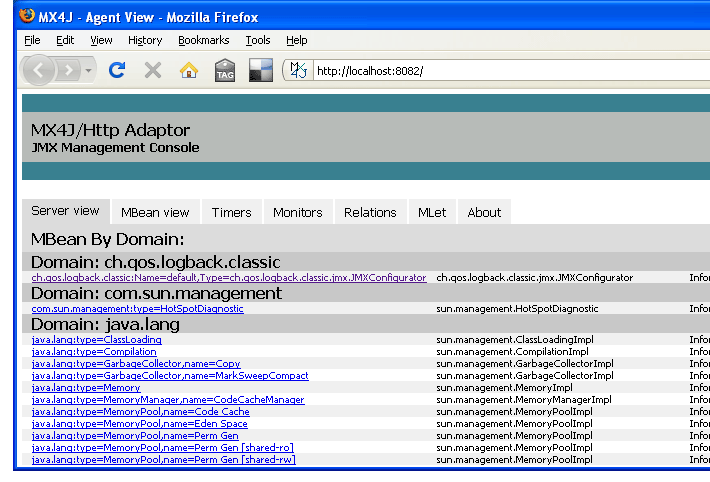 MX4J - Agent View - Mozilla Firefox
File Edit View History Bookmarks Tools Help
TAG http://localhost:8082/
MX4J/Http Adaptor
JMX Management Console
Server view MBean view Timers Monitors Relations MLet About
MBean By Domain:
Domain: ch.qos.logback.classic
ch.qos.logback.classic:Name=default,Type=ch.qos.logback.classic.jmx.JMXConfigurator ch.qos.logback.classic.jmx.JMXConfigurator Infor
Domain: com.sun.management
com.sun.management:type=HotSpotDiagnostic sun.management.HotSpotDiagnostic Infor
Domain: java.lang
java.lang:type=ClassLoading sun.management.ClassLoadingImpl Infor
java.lang:type=Compilation sun.management.CompilationImpl Infor
java.lang:type=GarbageCollector,name=Copy sun.management.GarbageCollectorImpl Infor
java.lang:type=GarbageCollector,name=MarkSweepCompact sun.management.GarbageCollectorImpl Infor
java.lang:type=Memory sun.management.MemoryImpl Infor
java.lang:type=MemoryManager,name=CodeCacheManager sun.management.MemoryManagerImpl Infor
java.lang:type=MemoryPool,name=Code Cache sun.management.MemoryPoolImpl Infor
java.lang:type=MemoryPool,name=Eden Space sun.management.MemoryPoolImpl Infor
java.lang:type=MemoryPool,name=Perm Gen sun.management.MemoryPoolImpl Infor
java.lang:type=MemoryPool,name=Perm Gen [shared-ro] sun.management.MemoryPoolImpl Infor
java.lang:type=MemoryPool,name=Perm Gen [shared-rw] sun.management.MemoryPoolImpl Infor